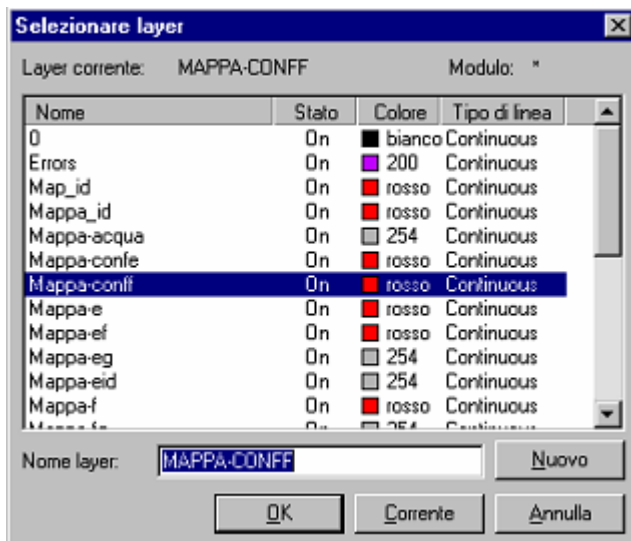 Selezionare layer
Layer corrente: MAPPA-CONFF Modulo: *
Nome Stato Colore Tipo di linea
0 On bianco Continuous
Errors On 200 Continuous
Map_id On rosso Continuous
Mappa_id On rosso Continuous
Mappa-acqua On 254 Continuous
Mappa-confe On rosso Continuous
Mappa-conff On rosso Continuous
Mappa-e On rosso Continuous
Mappa-ef On rosso Continuous
Mappa-eg On 254 Continuous
Mappa-eid On 254 Continuous
Mappa-f On rosso Continuous
On 254 Continuous
Nome layer: MAPPA-CONFF Nuovo
OK Corrente Annulla